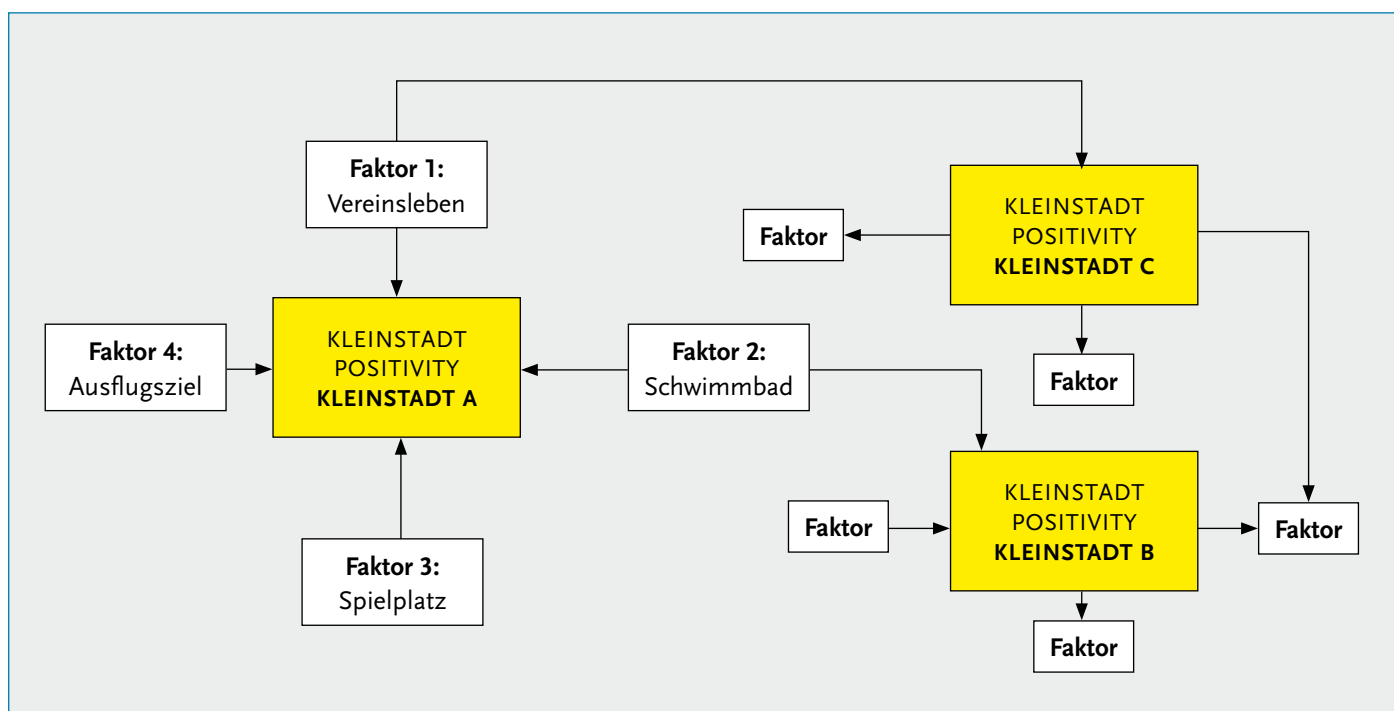 Faktor 1:
Vereinsleben
KLEINSTADT
POSITIVITY
KLEINSTADT C
Faktor
KLEINSTADT
POSITIVITY
KLEINSTADT A
Faktor 4:
Ausflugsziel
Faktor 2:
Schwimmbad
Faktor
KLEINSTADT
POSITIVITY
KLEINSTADT B
Faktor
Faktor
Faktor 3:
Spielplatz
Faktor